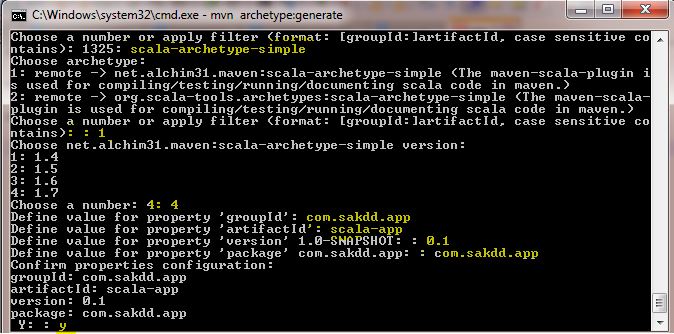 C:\Windows\system32\cmd.exe - mvn  archetype:generate
Choose a number or apply filter (format: [groupId:]artifactId, case sensitive co
ntains): 1325: scala-archetype-simple
Choose archetype:
1: remote -> net.alchim31.maven:scala-archetype-simple (The maven-scala-plugin i
s used for compiling/testing/running/documenting scala code in maven.)
2: remote -> org.scala-tools.archetypes:scala-archetype-simple (The maven-scala-
plugin is used for compiling/testing/running/documenting scala code in maven.)
Choose a number or apply filter (format: [groupId:]artifactId, case sensitive co
ntains): : 1
Choose net.alchim31.maven:scala-archetype-simple version:
1: 1.4
2: 1.5
3: 1.6
4: 1.7
Choose a number: 4: 4
Define value for property 'groupId': com.sakdd.app
Define value for property 'artifactId': scala-app
Define value for property 'version' 1.0-SNAPSHOT: : 0.1
Define value for property 'package' com.sakdd.app: : com.sakdd.app
Confirm properties configuration:
groupId: com.sakdd.app
artifactId: scala-app
version: 0.1
package: com.sakdd.app
Y: : y